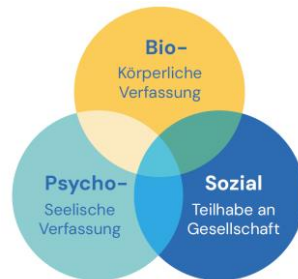 Bio-
Körperliche
Verfassung
Psycho-
Seelische
Verfassung
Sozial
Teilhabe an
Gesellschaft